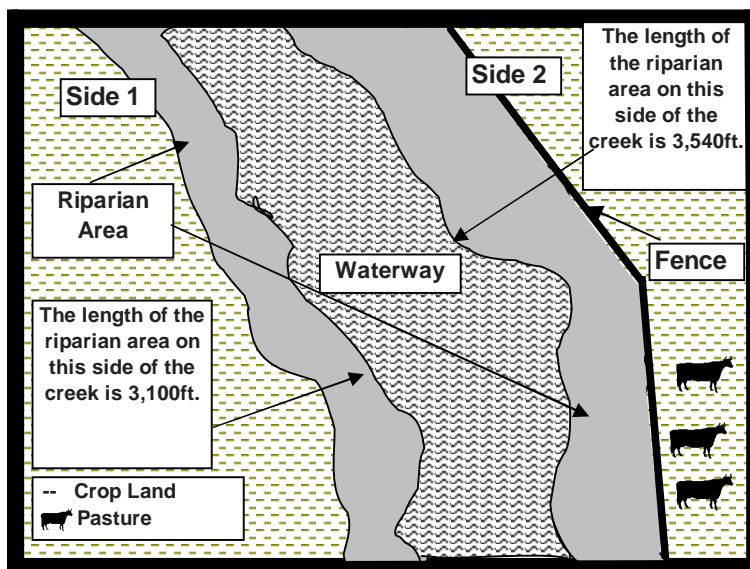 Side 1
Side 2
The length of
the riparian
area on this
side of the
creek is 3,540ft.
Riparian
Area
Waterway
Fence
The length of the
riparian area on
this side of the
creek is 3,100ft.
-- Crop Land
Pasture